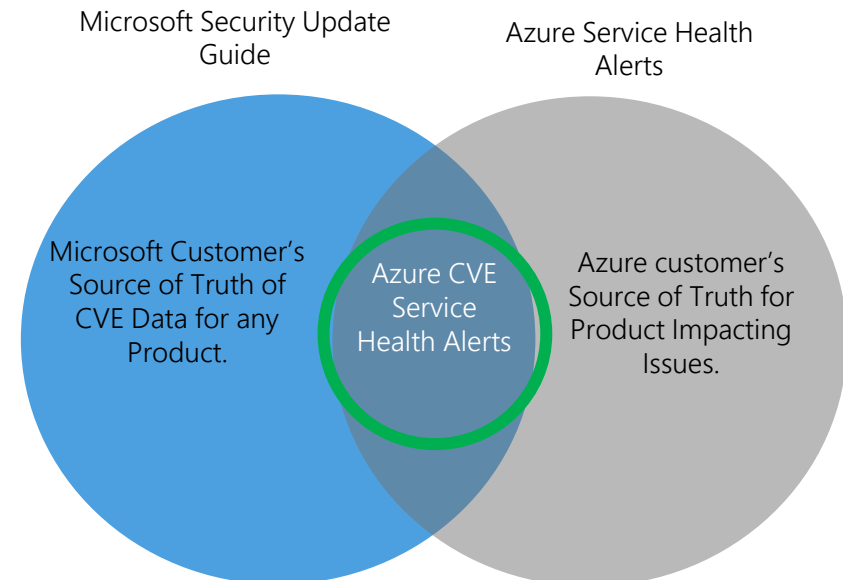 Microsoft Security Update
Guide
Azure Service Health
Alerts
Microsoft Customer’s
Source of Truth of
CVE Data for any
Product.
Azure CVE
Service
Health Alerts
Azure customer’s
Source of Truth for
Product Impacting
Issues.